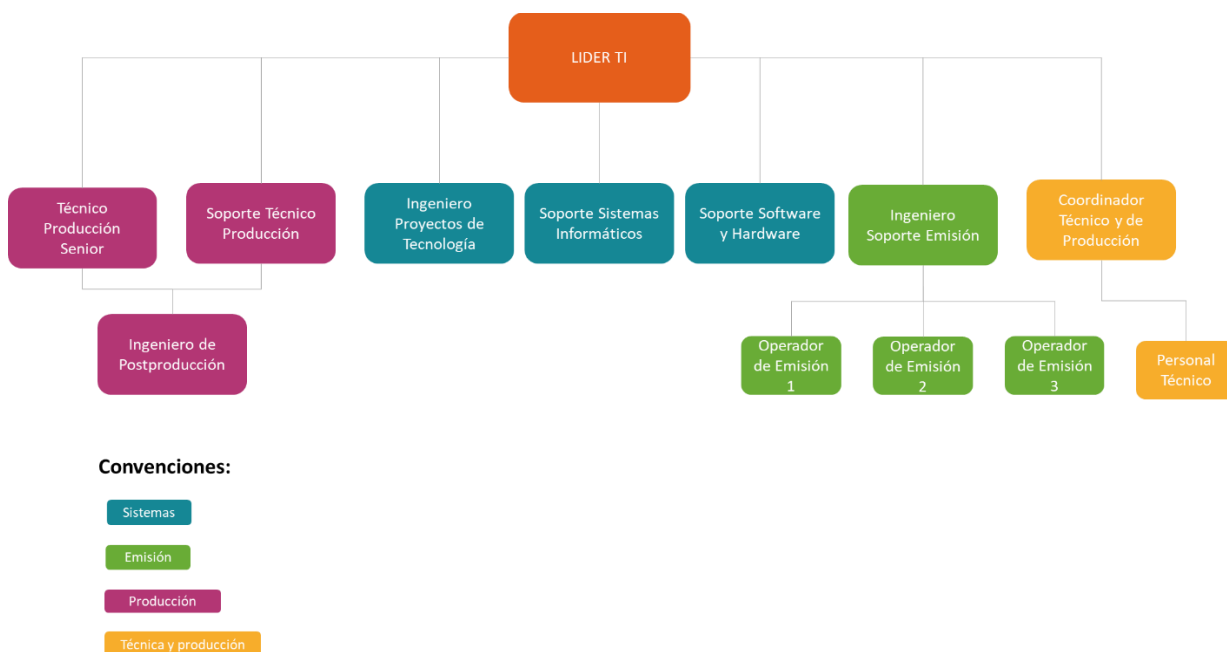 LIDER TI
Técnico
Producción
Senior
Soporte Técnico
Producción
Ingeniero
Proyectos de
Tecnología
Soporte Sistemas
Informáticos
Soporte Software
y Hardware
Ingeniero
Soporte Emisión
Coordinador
Técnico y de
Producción
Ingeniero de
Postproducción
Operador
de Emisión
1
Operador
de Emisión
2
Operador
de Emisión
3
Personal
Técnico
Convenciones:
Sistemas
Emisión
Producción
Técnica y producción